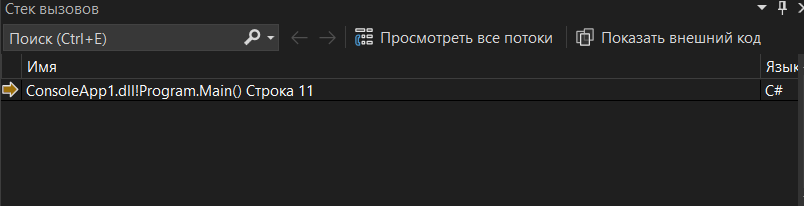 Стек вызовов
Поиск (Ctrl+E)
Просмотреть все потоки
Показать внешний код
Имя
Язык
ConsoleApp1.dll!Program.Main() Строка 11
C#